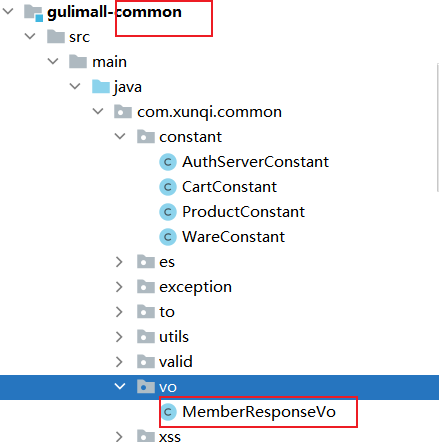 gulimall-common
src
main
java
com.xunqi.common
constant
AuthServerConstant
CartConstant
ProductConstant
WareConstant
es
exception
to
utils
valid
vo
MemberResponseVo
xss